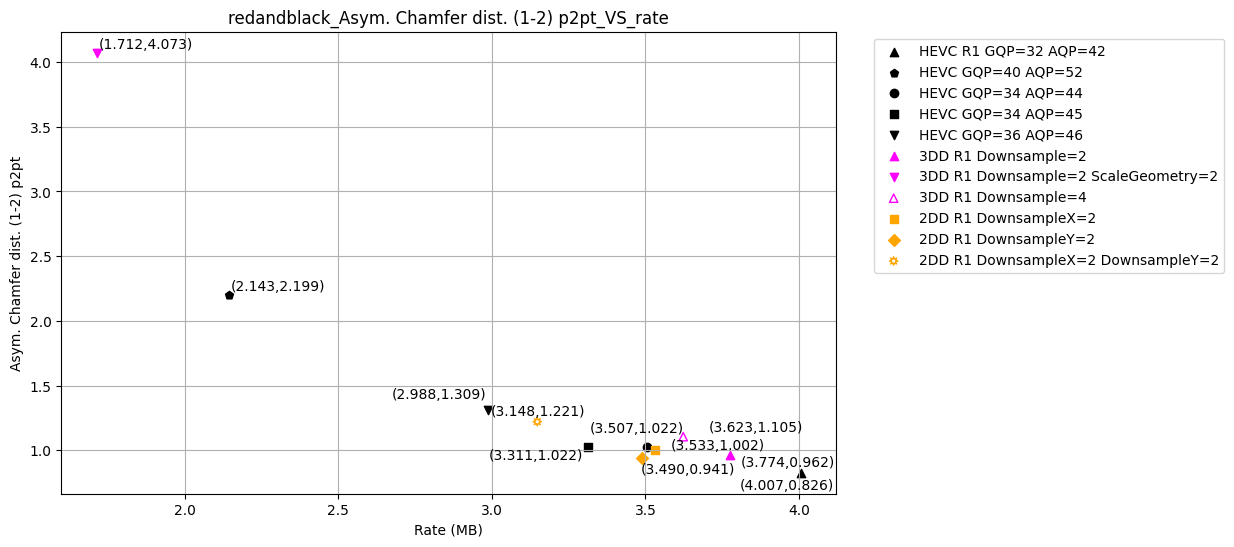 redandblack_Asym. Chamfer dist. (1-2) p2pt_VS_rate
Asym. Chamfer dist. (1-2) p2pt
4.0
3.5
3.0
2.5
2.0
1.5
1.0
(1.712,4.073)
(2.143,2.199)
(2.988,1.309)
(3.148,1.221)
(3.507,1.022)
(3.623,1.105)
(3.311,1.022)
(3.533,1.002)
(3.490,0.941)
(3.774,0.962)
(4.007,0.826)
2.0
2.5
3.0
3.5
4.0
Rate (MB)
HEVC R1 GQP=32 AQP=42
HEVC GQP=40 AQP=52
HEVC GQP=34 AQP=44
HEVC GQP=34 AQP=45
HEVC GQP=36 AQP=46
3DD R1 Downsample=2
3DD R1 Downsample=2 ScaleGeometry=2
3DD R1 Downsample=4
2DD R1 DownsampleX=2
2DD R1 DownsampleY=2
2DD R1 DownsampleX=2 DownsampleY=2